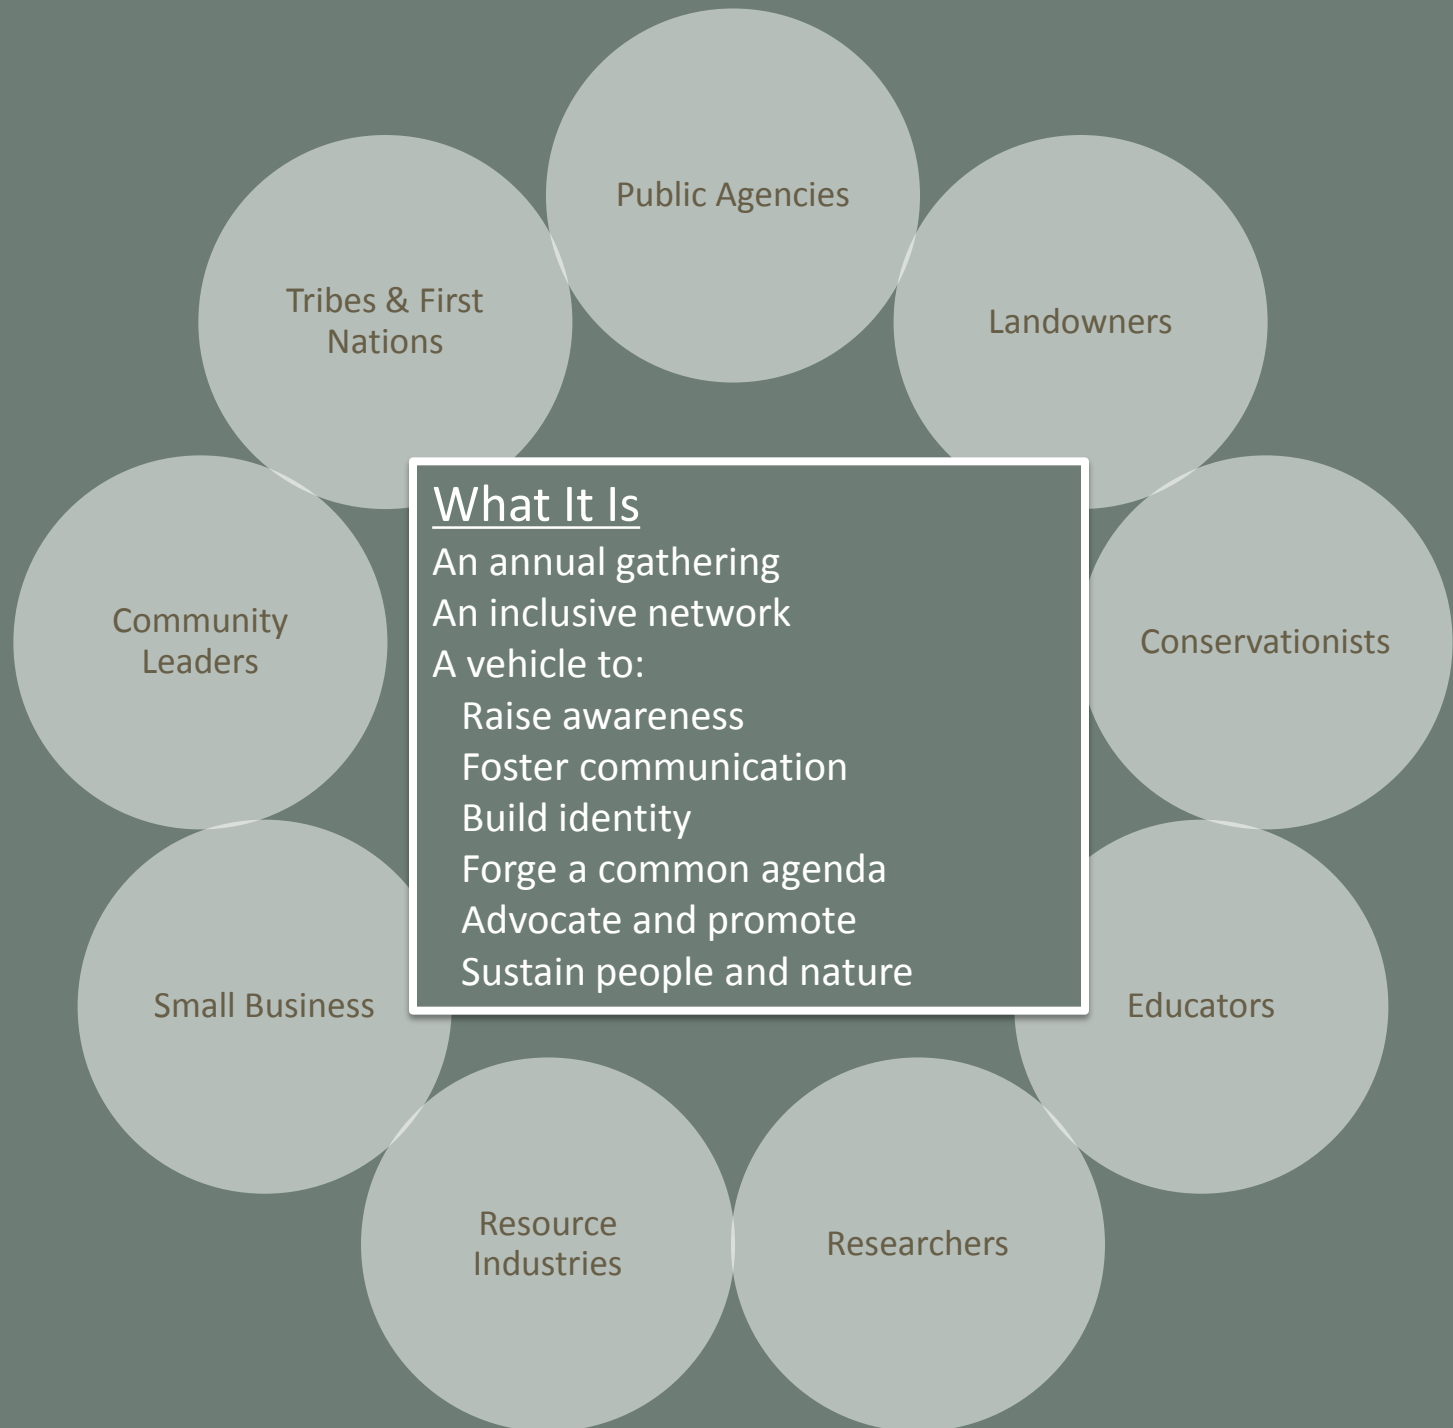 Public Agencies
Tribes & First
Nations
Landowners
What It Is
An annual gathering
An inclusive network
A vehicle to:
Raise awareness
Foster communication
Build identity
Forge a common agenda
Advocate and promote
Sustain people and nature
Community
Leaders
Conservationists
Small Business
Educators
Resource
Industries
Researchers